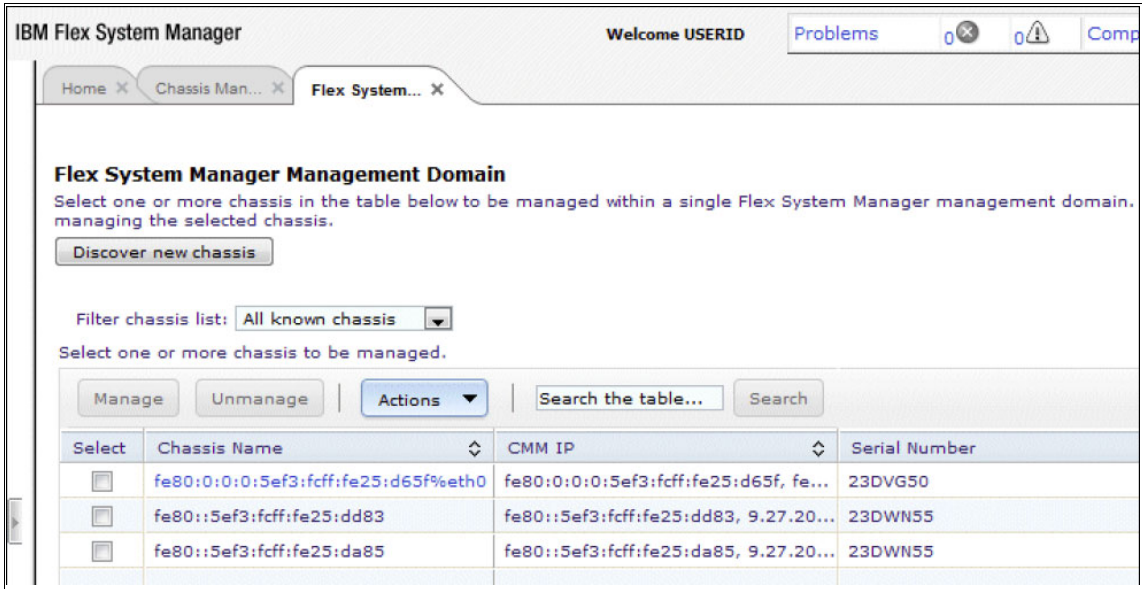 IBM Flex System Manager
Welcome USERID
Problems 0 0 Comp
Home Chassis Man... Flex System...
Flex System Manager Management Domain
Select one or more chassis in the table below to be managed within a single Flex System Manager management domain.
managing the selected chassis.
Discover new chassis
Filter chassis list: All known chassis
Select one or more chassis to be managed.
Manage Unmanage Actions Search the table... Search
Select Chassis Name CMM IP Serial Number
fe80:0:0:0:5ef3:fcff:fe25:d65f%eth0 fe80:0:0:0:5ef3:fcff:fe25:d65f, fe... 23DVG50
fe80::5ef3:fcff:fe25:dd83 fe80::5ef3:fcff:fe25:dd83, 9.27.20... 23DWN55
fe80::5ef3:fcff:fe25:da85 fe80::5ef3:fcff:fe25:da85, 9.27.20... 23DWN55